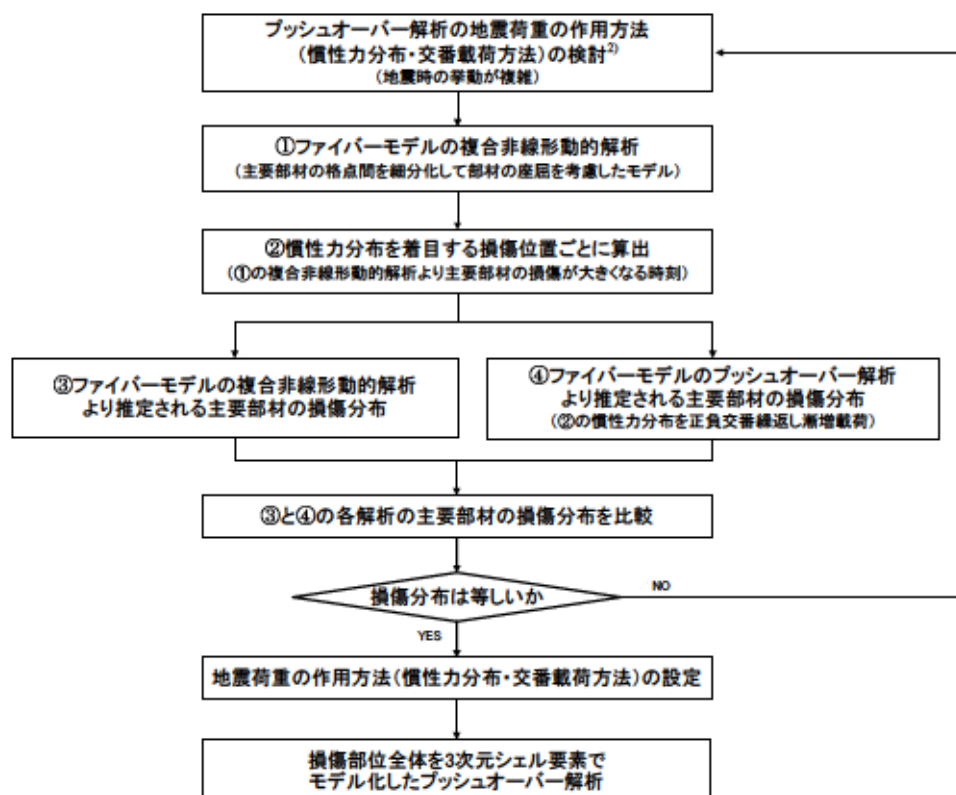 プッシュオーバー解析の地震荷重の作用方法
(慣性力分布・交番載荷方法)の検討2)
(地震時の挙動が複雑)
①ファイバーモデルの複合非線形動的解析
(主要部材の格点間を細分化して部材の座屈を考慮したモデル)
②慣性力分布を着目する損傷位置ごとに算出
(①の複合非線形動的解析より主要部材の損傷が大きくなる時刻)
③ファイバーモデルの複合非線形動的解析
より推定される主要部材の損傷分布
④ファイバーモデルのプッシュオーバー解析
より推定される主要部材の損傷分布
(②の慣性力分布を正負交番繰返し漸増載荷)
③と④の各解析の主要部材の損傷分布を比較
損傷分布は等しいか
NO
YES
地震荷重の作用方法(慣性力分布・交番載荷方法)の設定
損傷部位全体を3次元シェル要素で
モデル化したプッシュオーバー解析